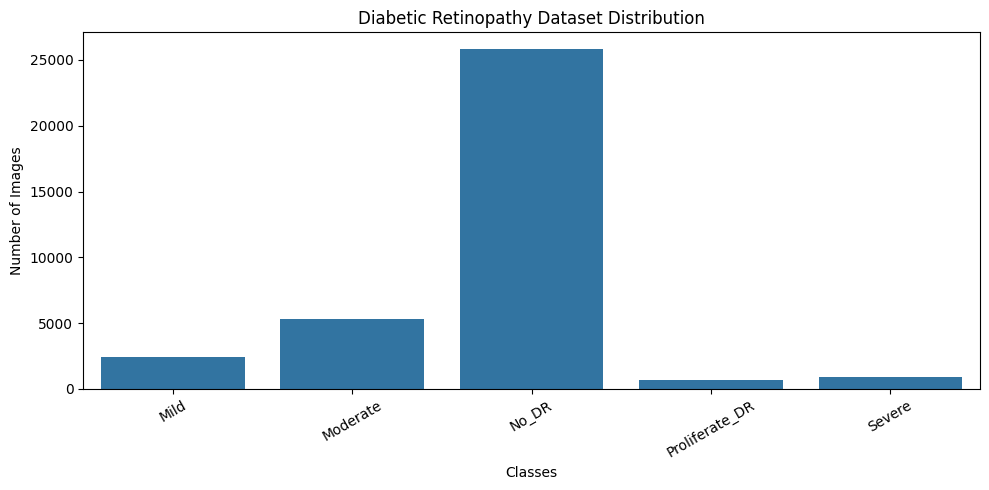 Diabetic Retinopathy Dataset Distribution
Number of Images
25000
20000
15000
10000
5000
0
Mild
Moderate
No_DR
Proliferate_DR
Severe
Classes